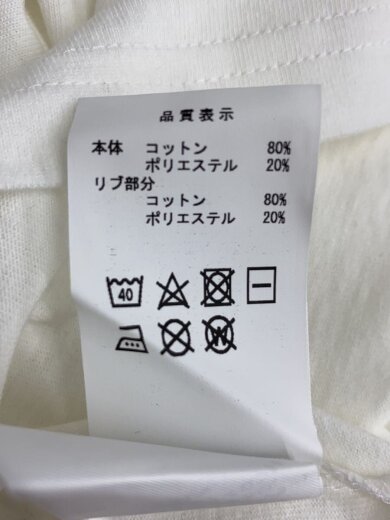 品質表示
本体 コットン 80%
ポリエステル 20%
リブ部分
コットン 80%
ポリエステル 20%
40
W